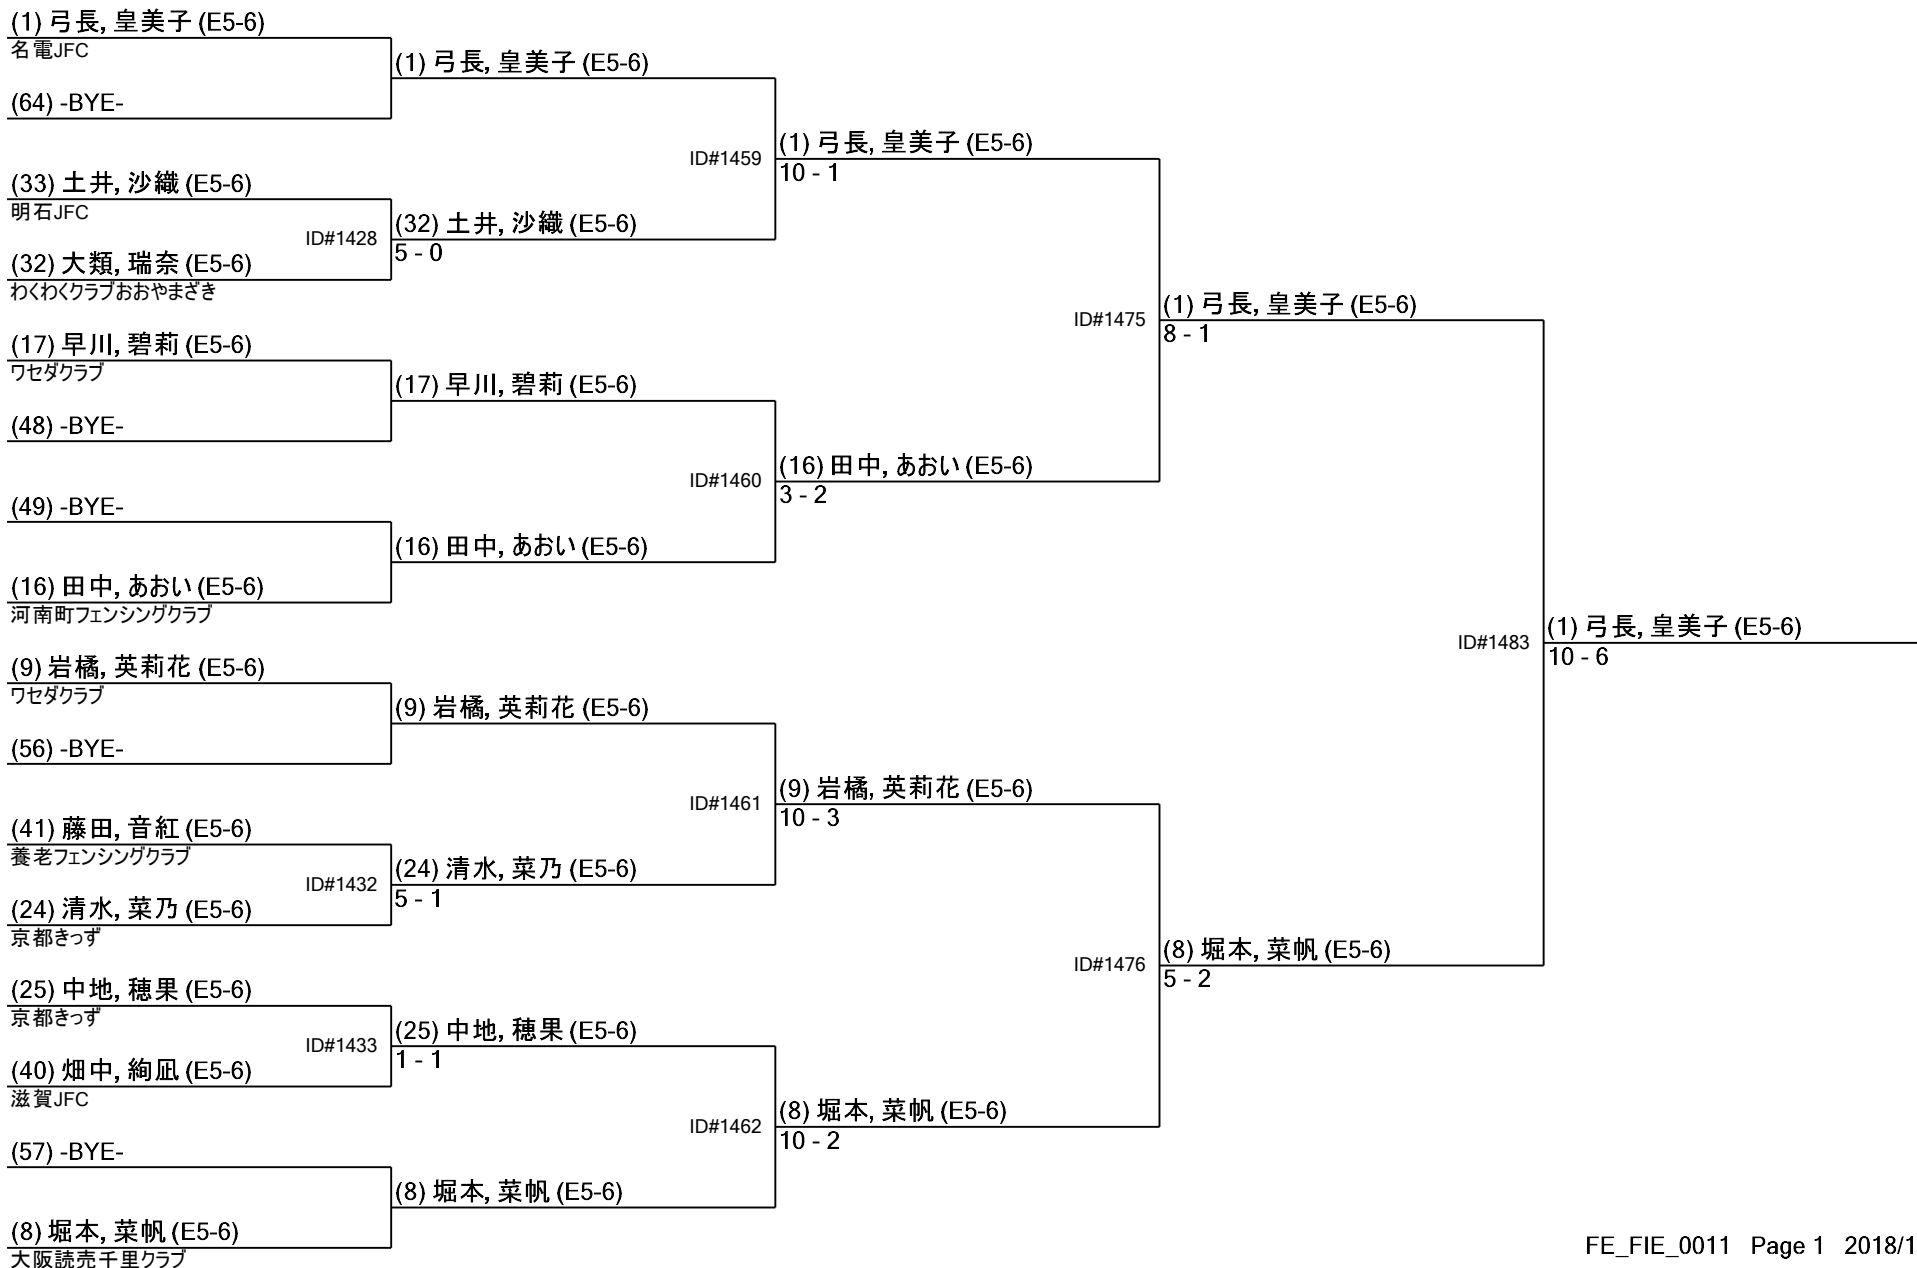 (1) 弓長, 皇美子 (E5-6)
名電JFC
(64) -BYE-
(33) 土井, 沙織 (E5-6)
明石JFC
(32) 大類, 瑞奈 (E5-6)
わくわくクラブおおやまざき
(17) 早川, 碧莉 (E5-6)
ワセダクラブ
(48) -BYE-
(49) -BYE-
(16) 田中, あおい (E5-6)
河南町フェンシングクラブ
(9) 岩橘, 英莉花 (E5-6)
ワセダクラブ
(56) -BYE-
(41) 藤田, 音紅 (E5-6)
養老フェンシングクラブ
(24) 清水, 菜乃 (E5-6)
京都きっず
(25) 中地, 穂果 (E5-6)
京都きっず
(40) 畑中, 絢凪 (E5-6)
滋賀JFC
(57) -BYE-
(8) 堀本, 菜帆 (E5-6)
大阪読売千里クラブ
(1) 弓長, 皇美子 (E5-6)
ID#1428
(32) 土井, 沙織 (E5-6)
5 - 0
(17) 早川, 碧莉 (E5-6)
(16) 田中, あおい (E5-6)
(9) 岩橘, 英莉花 (E5-6)
ID#1432
(24) 清水, 菜乃 (E5-6)
5 - 1
ID#1433
(25) 中地, 穂果 (E5-6)
1 - 1
(8) 堀本, 菜帆 (E5-6)
ID#1459
(1) 弓長, 皇美子 (E5-6)
10 - 1
ID#1460
(16) 田中, あおい (E5-6)
3 - 2
ID#1461
(9) 岩橘, 英莉花 (E5-6)
10 - 3
ID#1462
(8) 堀本, 菜帆 (E5-6)
10 - 2
ID#1475
(1) 弓長, 皇美子 (E5-6)
8 - 1
ID#1476
(8) 堀本, 菜帆 (E5-6)
5 - 2
ID#1483
(1) 弓長, 皇美子 (E5-6)
10 - 6
FE_FIE_0011 Page 1 2018/1